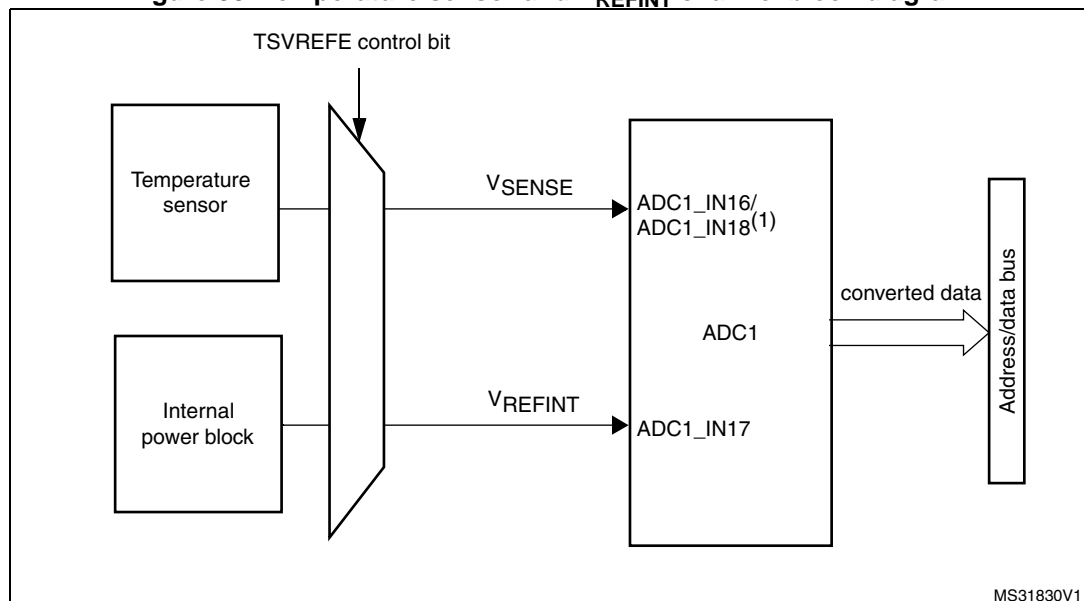 REFINT
TSVREFE control bit
Temperature
sensor
VSENSE
ADC1_IN16/
ADC1_IN18(1)
converted data
Address/data bus
ADC1
Internal
power block
VREFINT
ADC1_IN17
MS31830V1